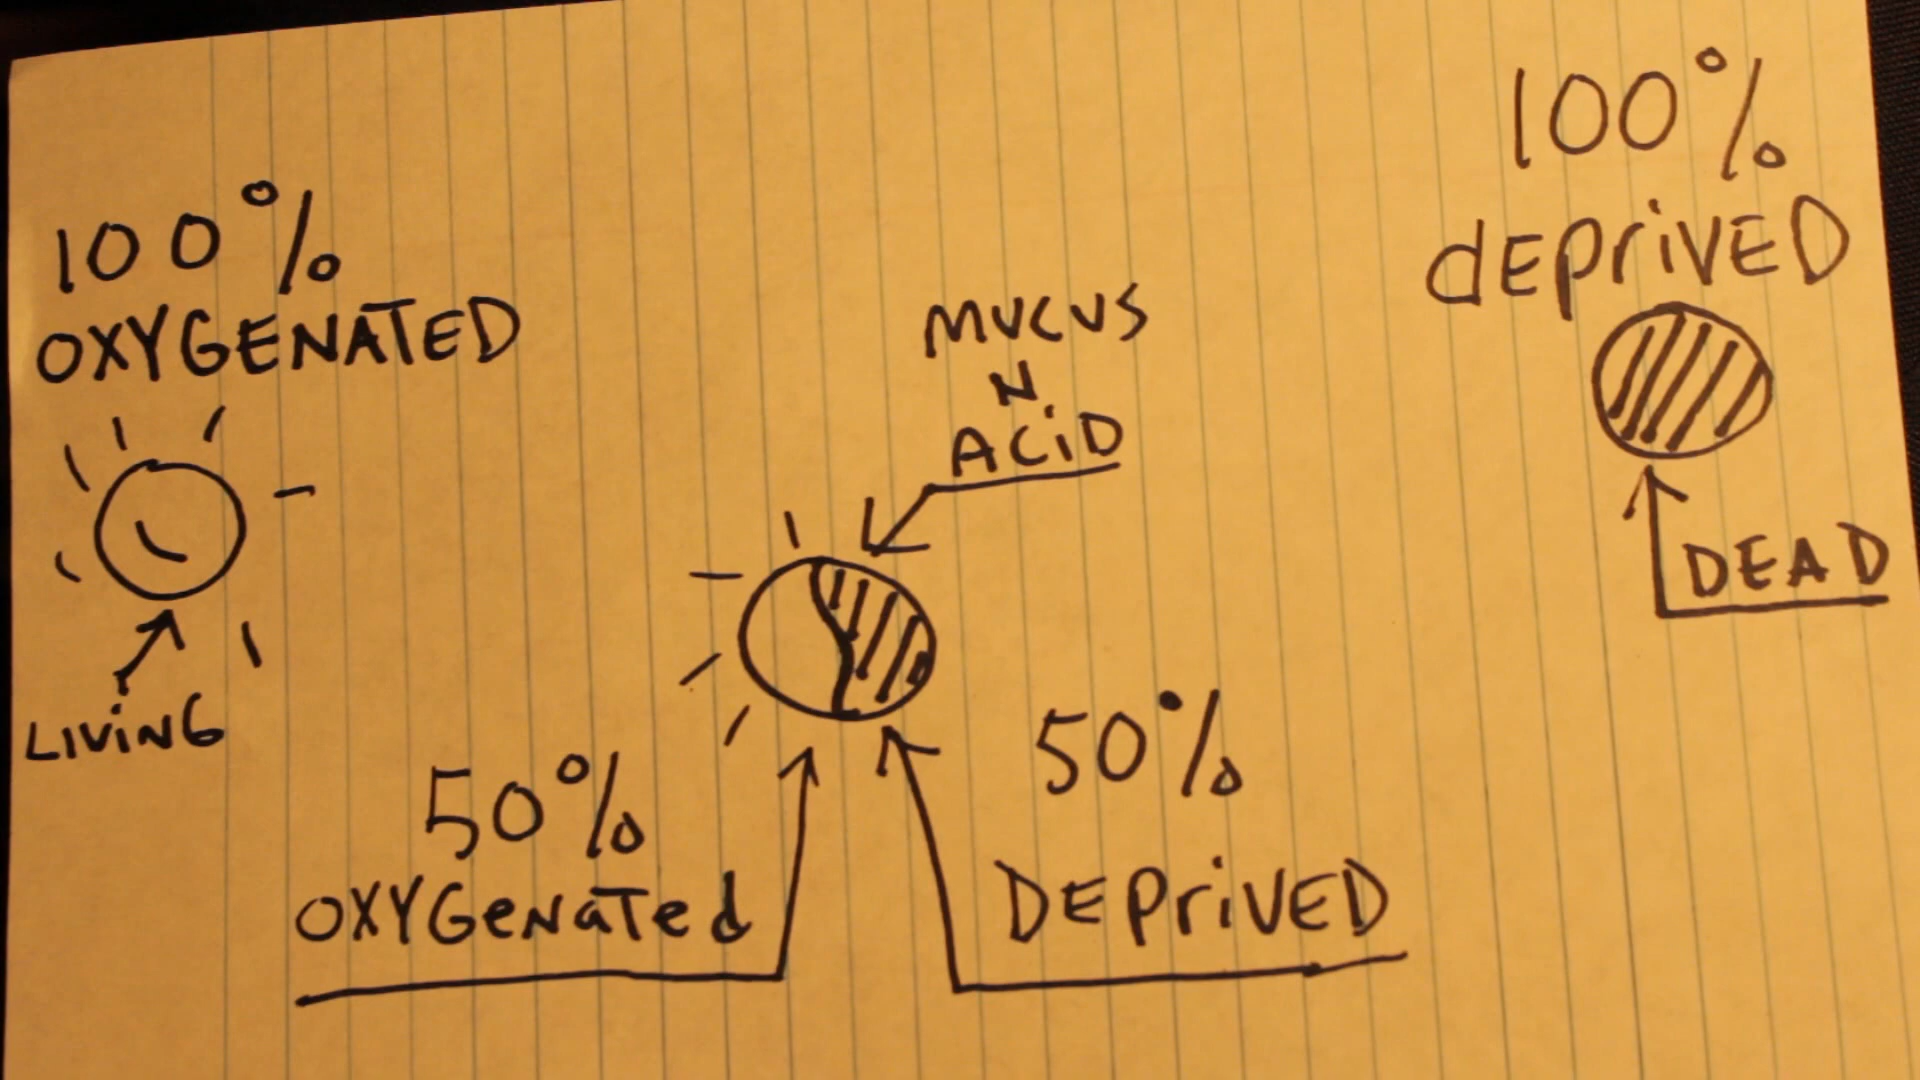 100%
OXYGENATED
LIVING
MUCUS
N
ACiD
50%
OXYGeNaTed
50%
DEPriVED
100%
dEPriVED
DEAD